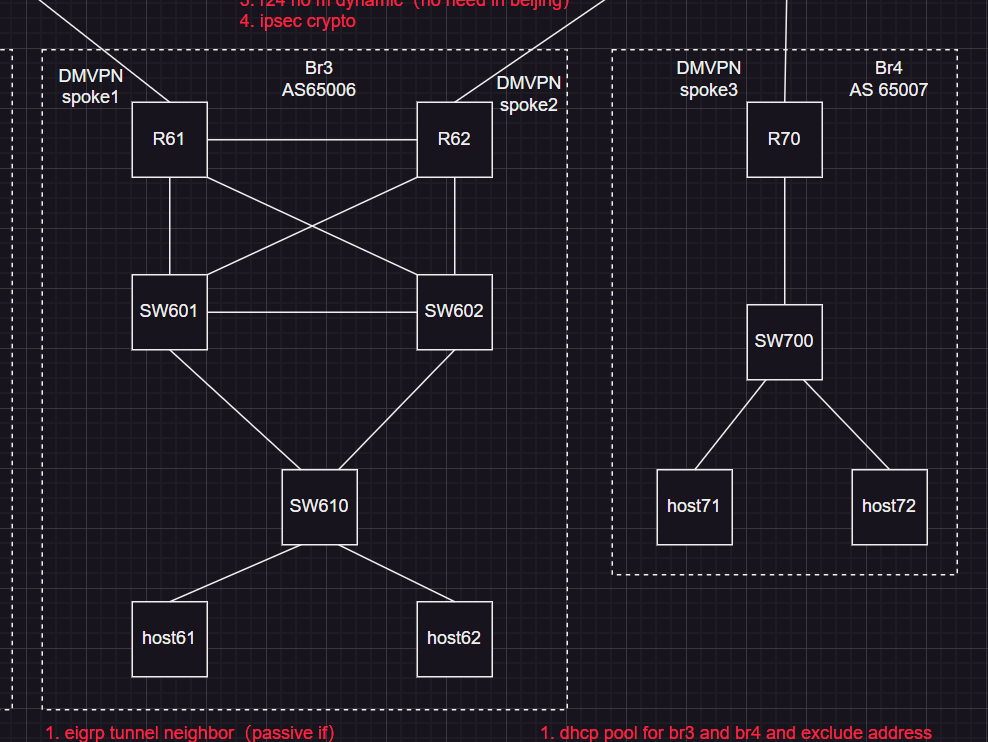 3. r24 no m dynamic (no need in beijing)
4. ipsec crypto
DMVPN
spoke1
Br3
AS65006
DMVPN
spoke2
DMVPN
spoke3
Br4
AS 65007
R61
R62
R70
SW601
SW602
SW700
SW610
host71
host72
host61
host62
1. eigrp tunnel neighbor（passive if)
1. dhcp pool for br3 and br4 and exclude address